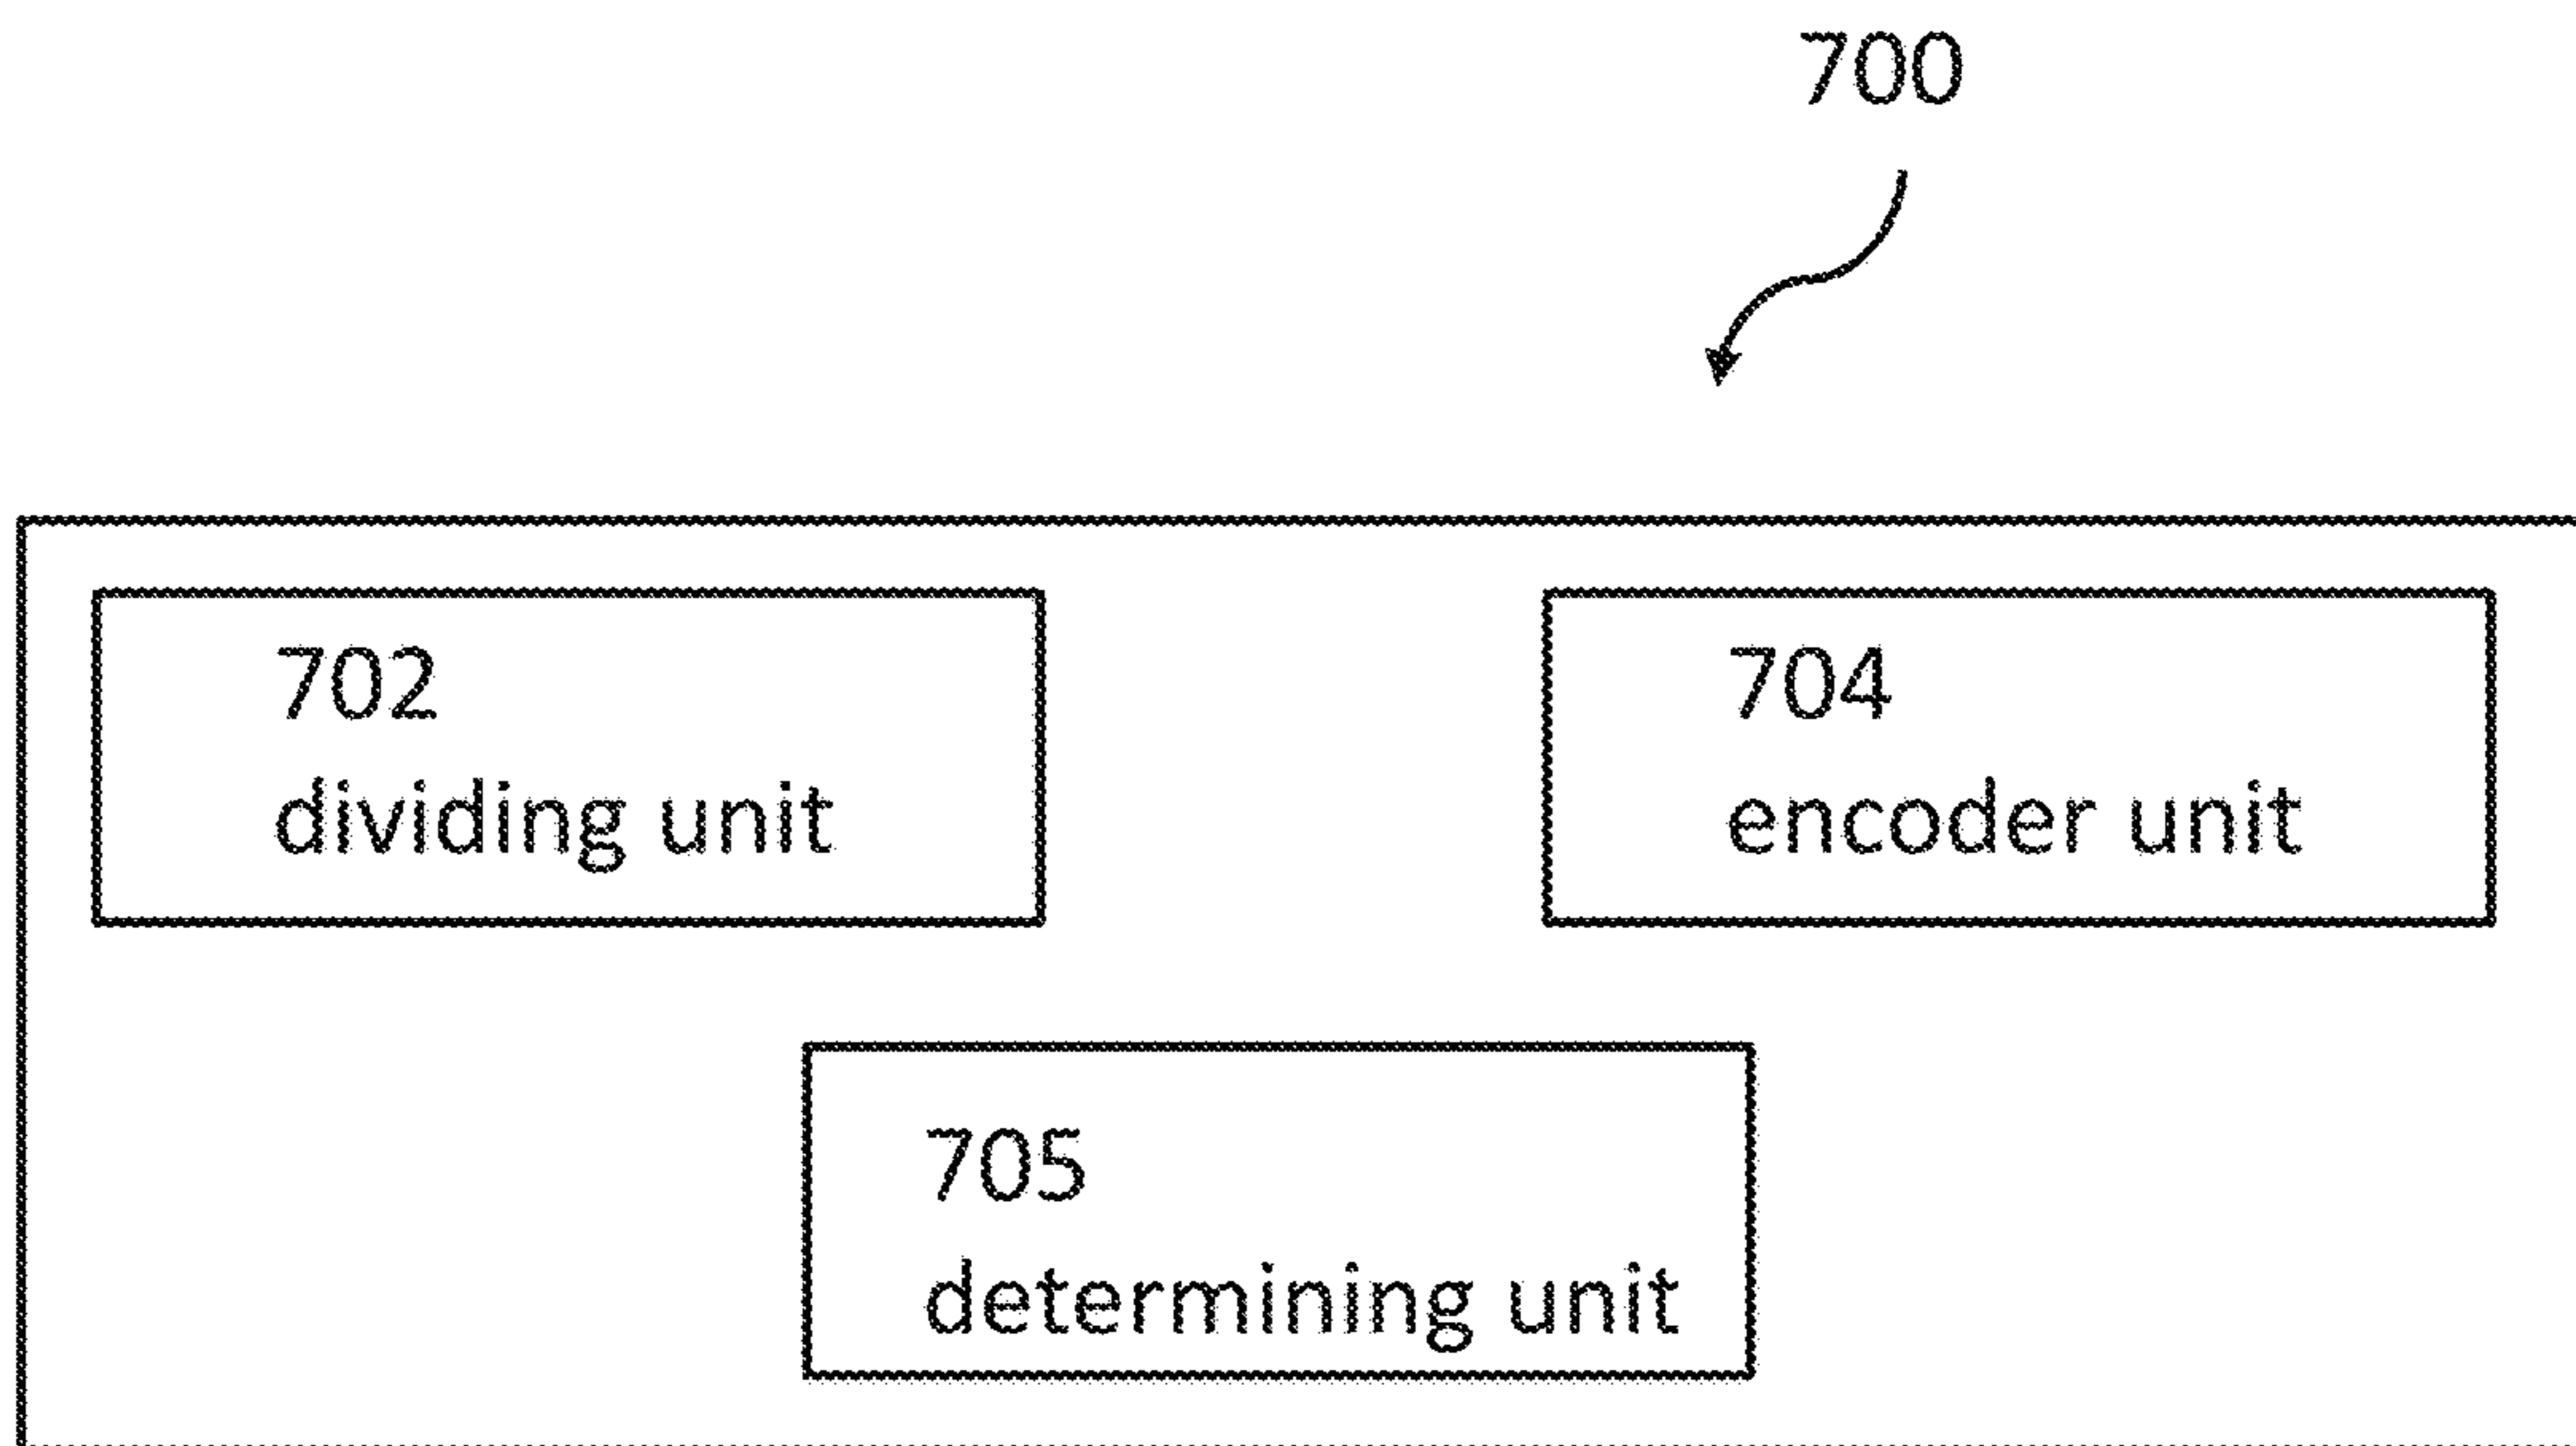 700
702
dividing unit
704
encoder unit
705
determining unit